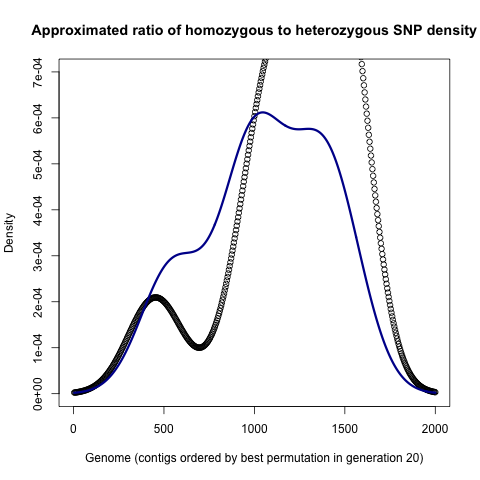 Approximated ratio of homozygous to heterozygous SNP density
7e-04
6e-04
5e-04
4e-04
3e-04
2e-04
1e-04
0e+00
Density
0 500 1000 1500 2000
Genome (contigs ordered by best permutation in generation 20)